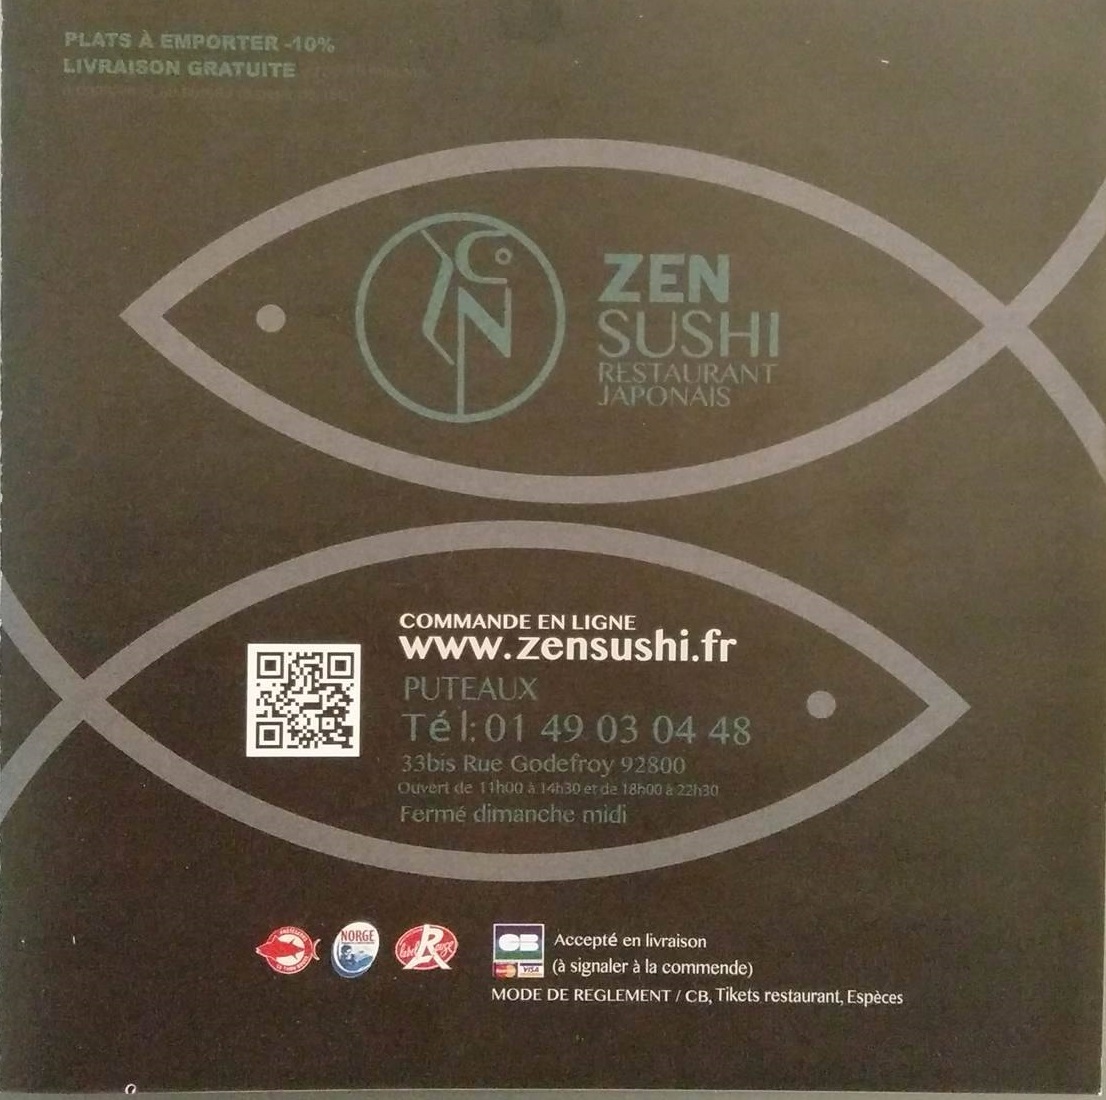 PLATS À EMPORTER -10%
LIVRAISON GRATUITE
ZEN
SUSHI
RESTAURANT
JAPONAIS
COMMANDE EN LIGNE
www.zensushi.fr
PUTEAUX
Tél:01 49 03 04 48
33bis Rue Godefroy 92800
Ouvert de 11h00 à 14h30 et de 18h00 à 22h30
Fermé dimanche midi
NORGE
label Rouge
CB
VISA
Accepté en livraison
(à signaler à la commende)
MODE DE REGLEMENT / CB, Tikets restaurant, Espèces